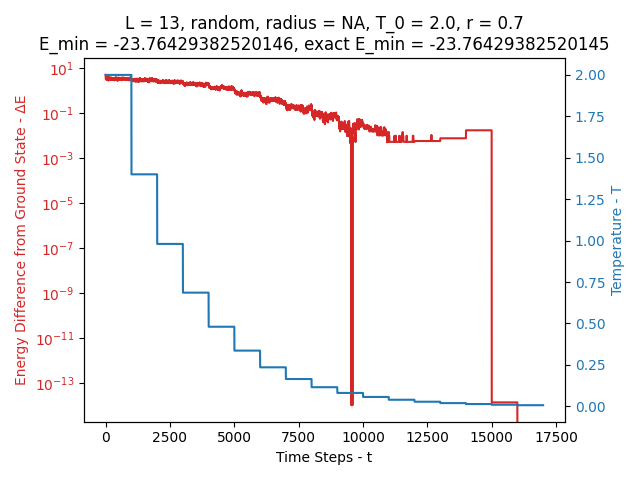 L = 13, random, radius = NA, T_0 = 2.0, r = 0.7
E_min = -23.76429382520146, exact E_min = -23.76429382520145
10¹
10⁻¹
10⁻³
10⁻⁵
10⁻⁷
10⁻⁹
10⁻¹¹
10⁻¹³
Energy Difference from Ground State - ΔE
2.00
1.75
1.50
1.25
1.00
0.75
0.50
0.25
0.00
Temperature - T
0 2500 5000 7500 10000 12500 15000 17500
Time Steps - t